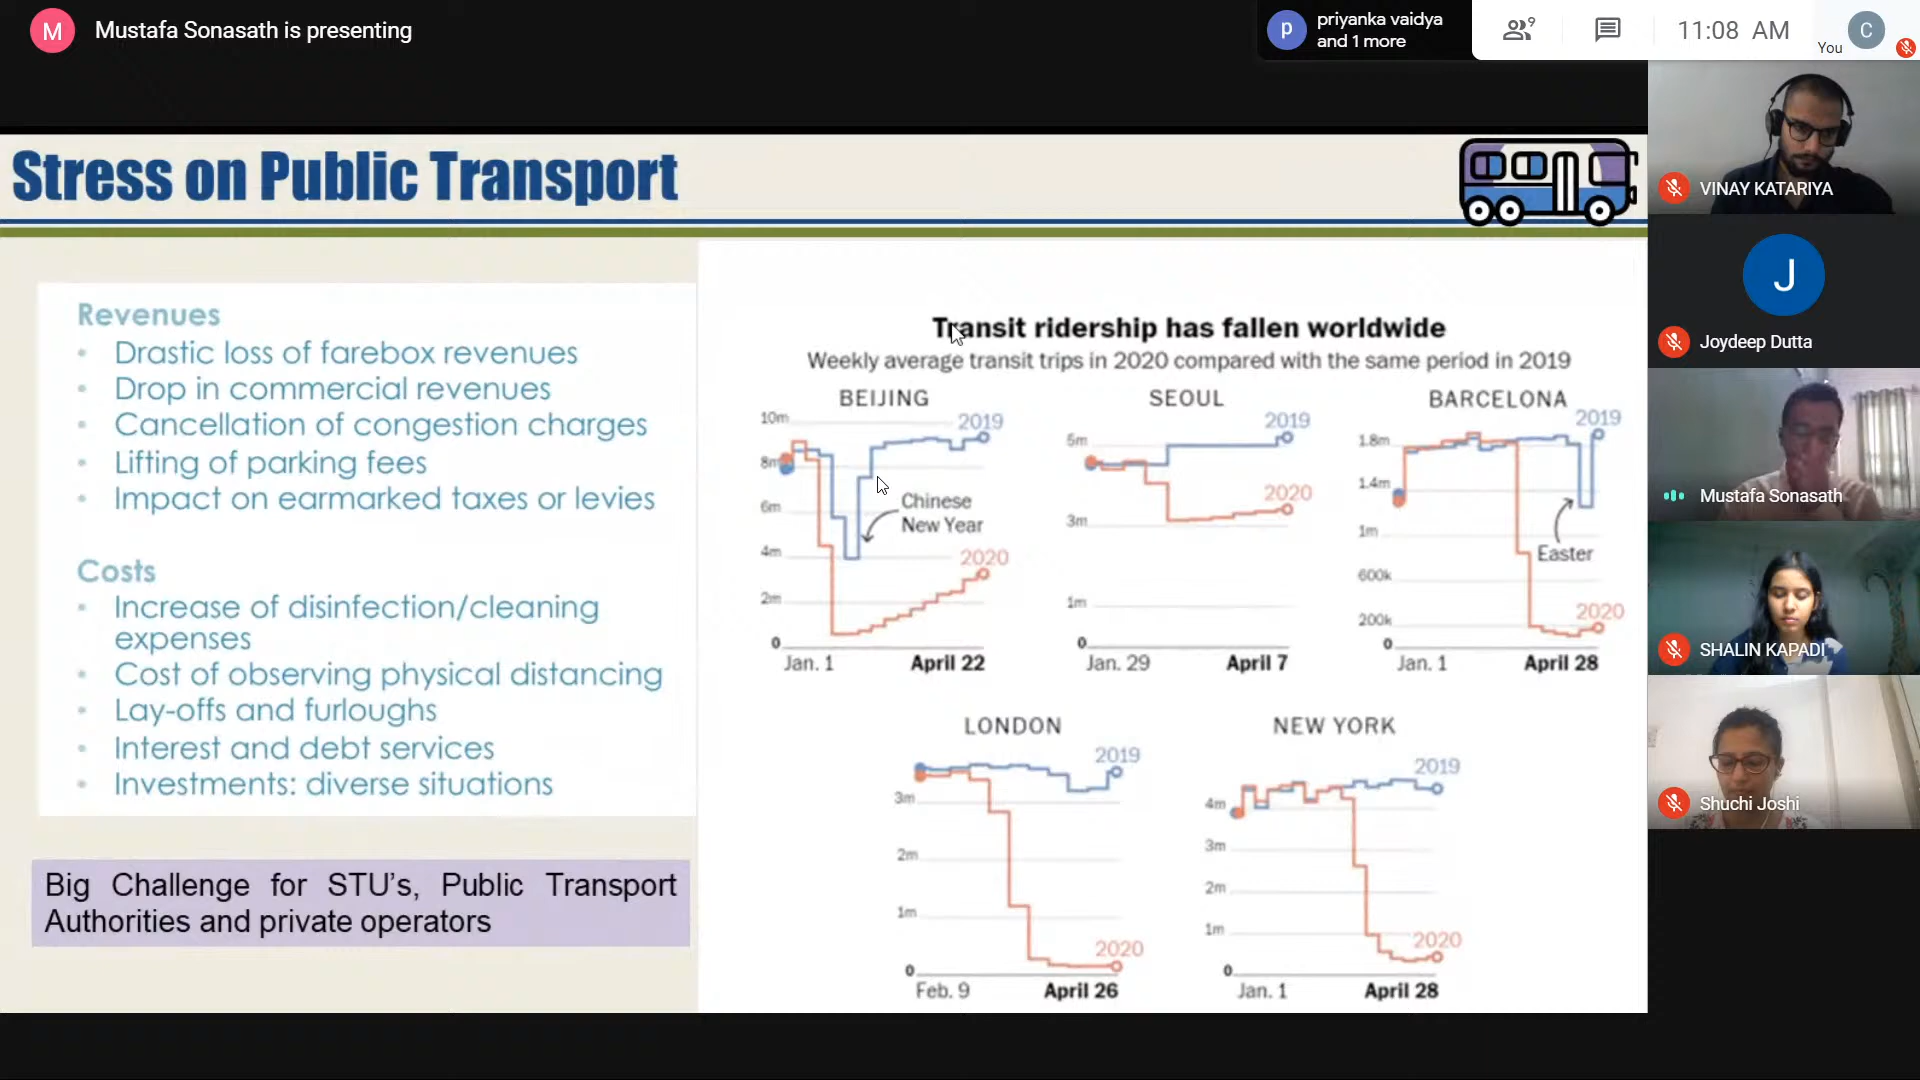 M
Mustafa Sonasath is presenting
p
priyanka vaidya
and 1 more
9
11:08 AM
You
C
Stress on Public Transport
Revenues
• Drastic loss of farebox revenues
• Drop in commercial revenues
• Cancellation of congestion charges
• Lifting of parking fees
• Impact on earmarked taxes or levies
Costs
• Increase of disinfection/cleaning
expenses
• Cost of observing physical distancing
• Lay-offs and furloughs
• Interest and debt services
• Investments: diverse situations
Big Challenge for STU's, Public Transport
Authorities and private operators
Transit ridership has fallen worldwide
Weekly average transit trips in 2020 compared with the same period in 2019
BEIJING
10m
2019
8m
6m
Chinese
New Year
4m
2020
2m
0
Jan. 1
April 22
SEOUL
2019
5m
2020
3m
1m
0
Jan. 29
April 7
BARCELONA
2019
1.8m
1.4m
1m
Easter
600k
2020
200k
0
Jan. 1
April 28
LONDON
2019
3m
2m
1m
2020
0
Feb. 9
April 26
NEW YORK
2019
4m
3m
2m
1m
2020
0
Jan. 1
April 28
VINAY KATARIYA
J
Joydeep Dutta
Mustafa Sonasath
SHALIN KAPADI
Shuchi Joshi